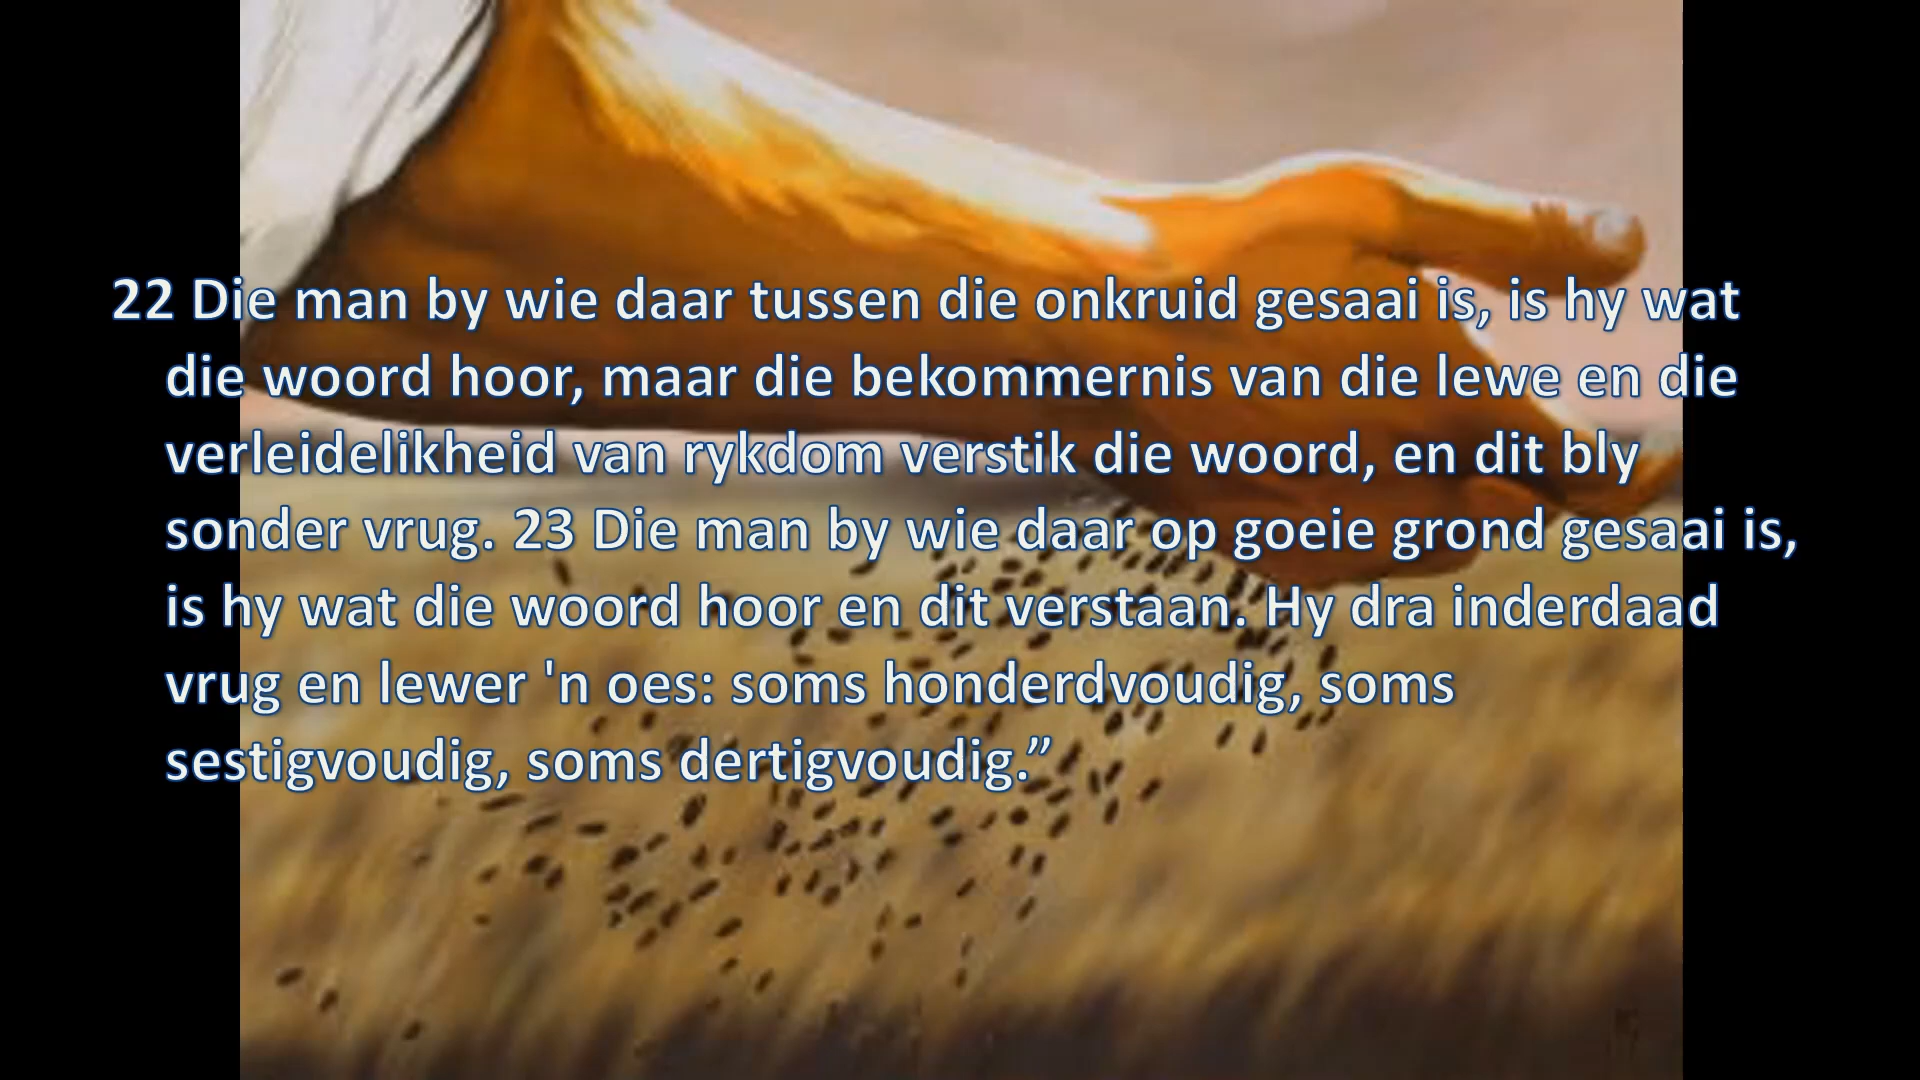 22 Die man by wie daar tussen die onkruid gesaai is, is hy wat
die woord hoor, maar die bekommernis van die lewe en die
verleidelikheid van rykdom verstik die woord, en dit bly
sonder vrug. 23 Die man by wie daar op goeie grond gesaai is,
is hy wat die woord hoor en dit verstaan. Hy dra inderdaad
vrug en lewer 'n oes: soms honderdvoudig, soms
sestigvoudig, soms dertigvoudig.”